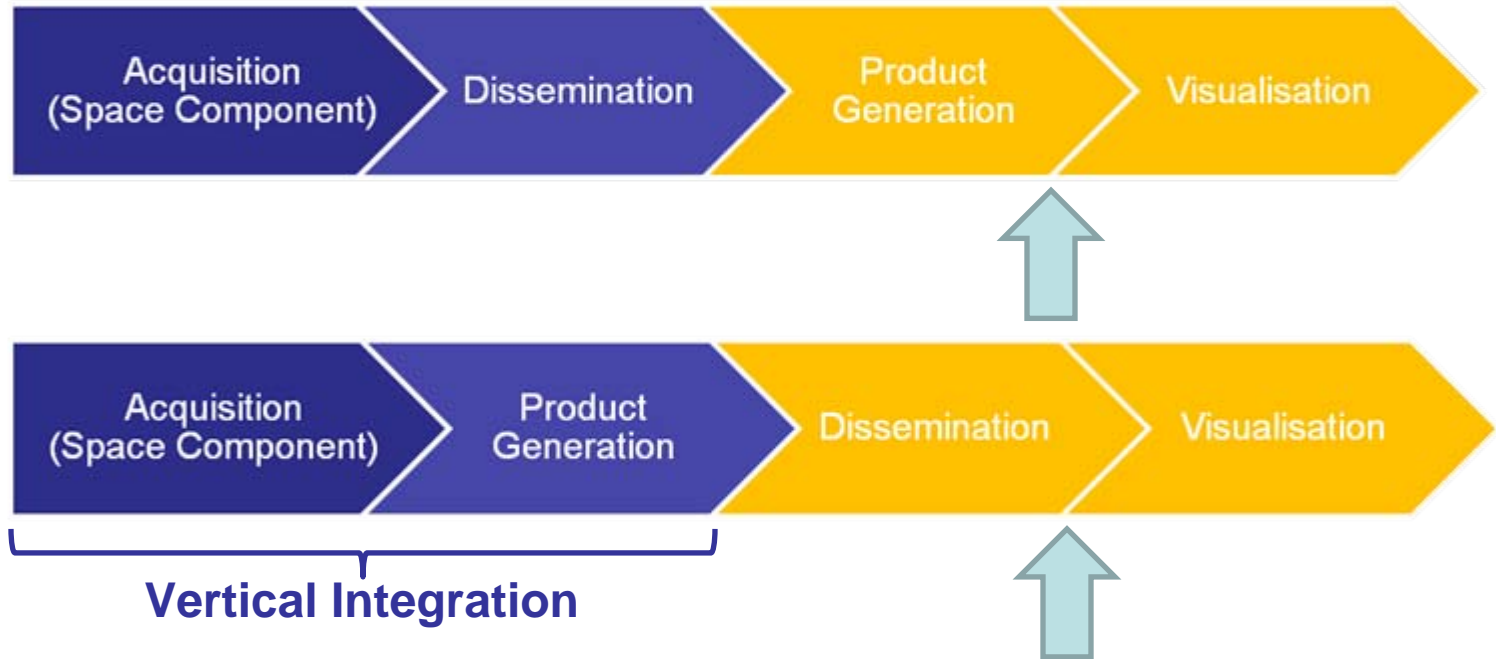 Acquisition
(Space Component)
Dissemination
Product
Generation
Visualisation
Acquisition
(Space Component)
Product
Generation
Dissemination
Visualisation
Vertical Integration